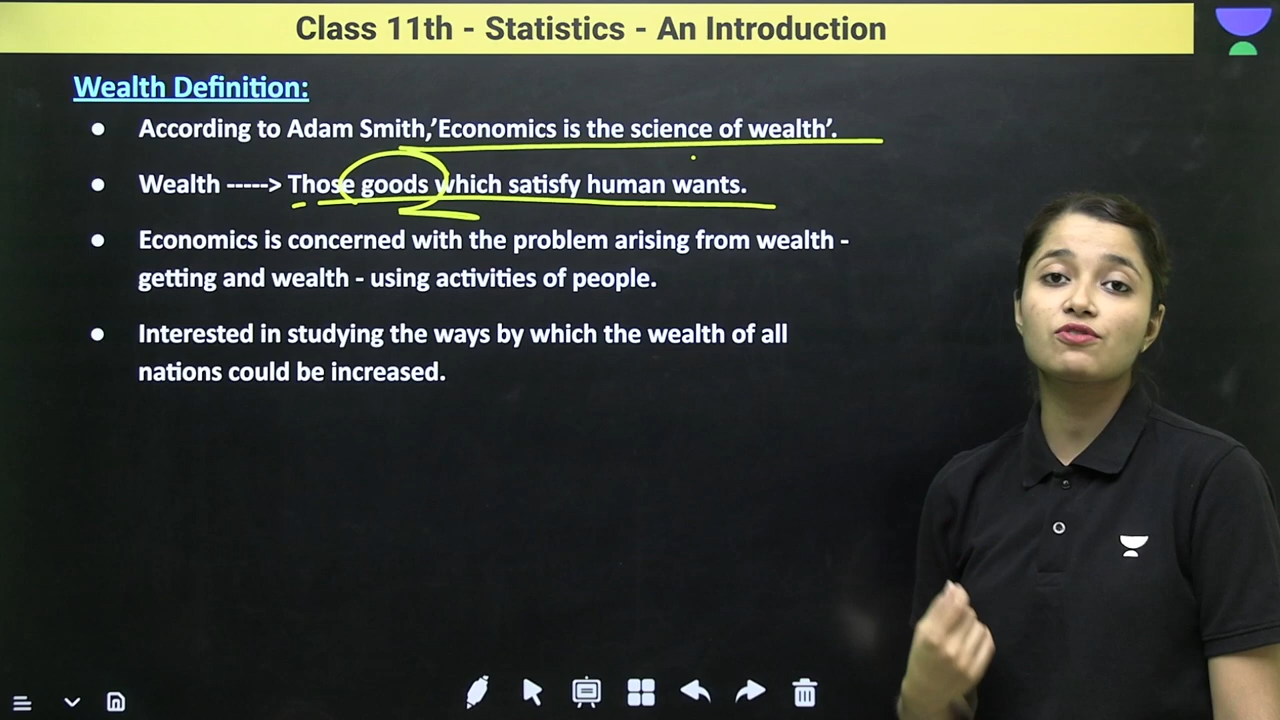 Class 11th - Statistics - An Introduction
Wealth Definition:
● According to Adam Smith,’Economics is the science of wealth’.
● Wealth -----> Those goods which satisfy human wants.
● Economics is concerned with the problem arising from wealth -
getting and wealth - using activities of people.
● Interested in studying the ways by which the wealth of all
nations could be increased.